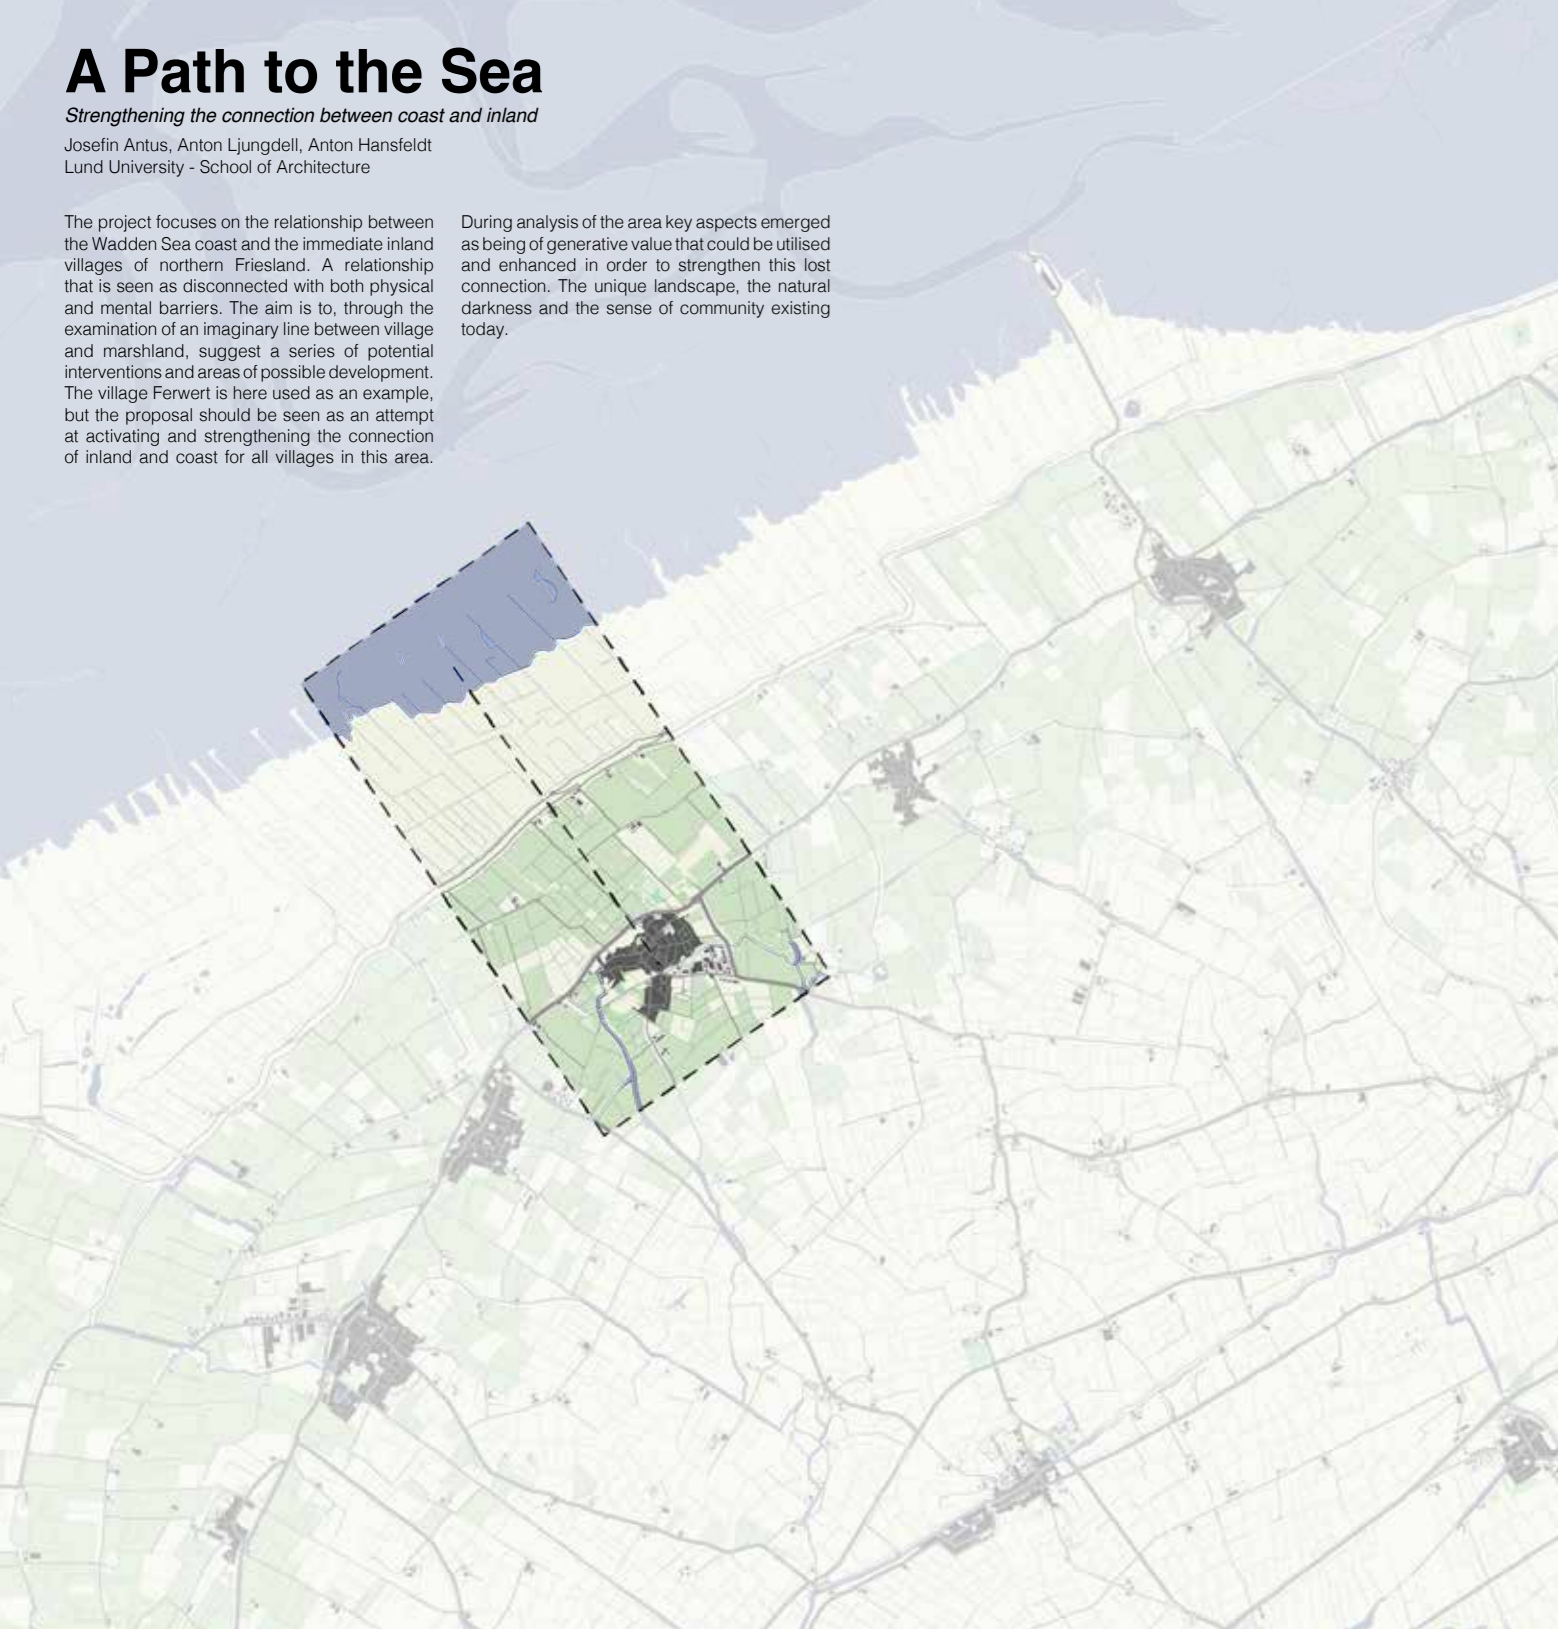 A Path to the Sea
Strengthening the connection between coast and inland
Josefin Antus, Anton Ljungdell, Anton Hansfeldt
Lund University - School of Architecture
The project focuses on the relationship between
the Wadden Sea coast and the immediate inland
villages of northern Friesland. A relationship
that is seen as disconnected with both physical
and mental barriers. The aim is to, through the
examination of an imaginary line between village
and marshland, suggest a series of potential
interventions and areas of possible development.
The village Ferwert is here used as an example,
but the proposal should be seen as an attempt
at activating and strengthening the connection
of inland and coast for all villages in this area.
During analysis of the area key aspects emerged
as being of generative value that could be utilised
and enhanced in order to strengthen this lost
connection. The unique landscape, the natural
darkness and the sense of community existing
today.